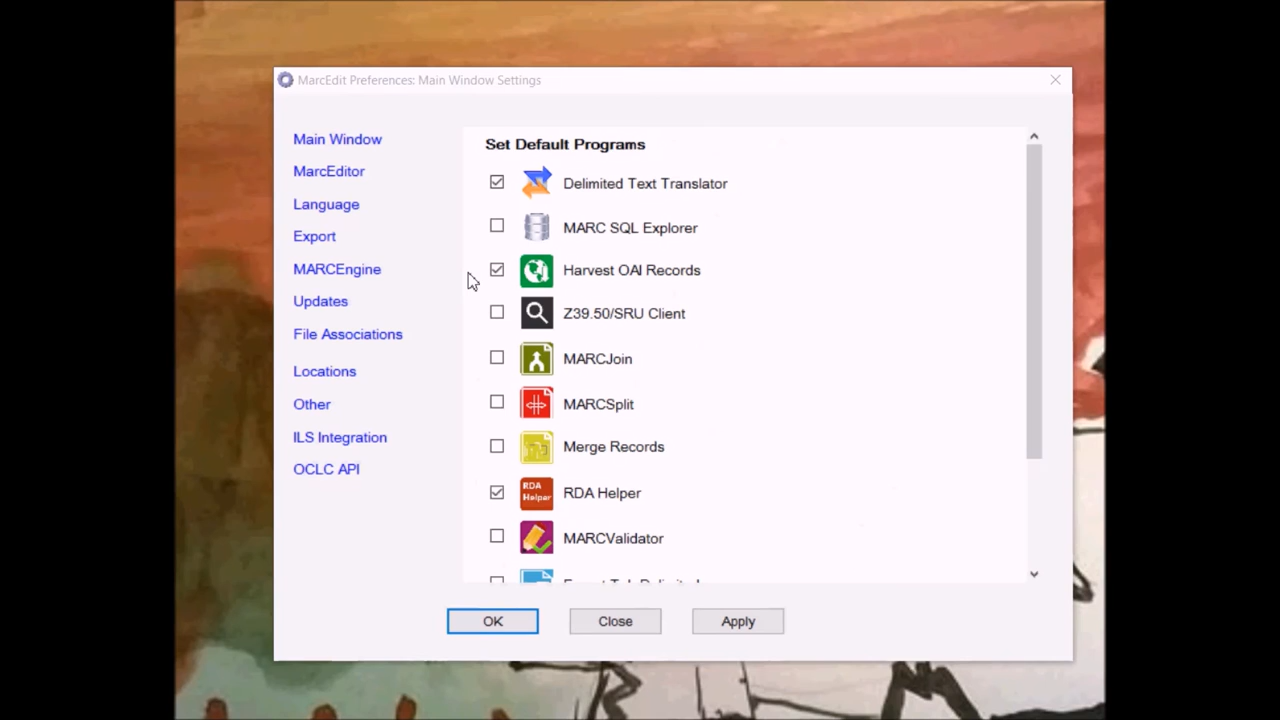 MarcEdit Preferences: Main Window Settings
Main Window
MarcEditor
Language
Export
MARCEngine
Updates
File Associations
Locations
Other
ILS Integration
OCLC API
Set Default Programs
Delimited Text Translator
MARC SQL Explorer
Harvest OAI Records
Z39.50/SRU Client
MARCJoin
MARCSplit
Merge Records
RDA Helper
RDA Helper
MARCValidator
OK
Close
Apply